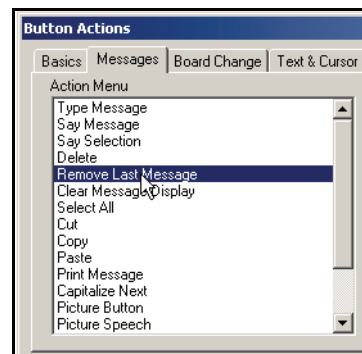 Button Actions
Basics Messages Board Change Text & Cursor
Action Menu
Type Message
Say Message
Say Selection
Delete
Remove Last Message
Clear Message Display
Select All
Cut
Copy
Paste
Print Message
Capitalize Next
Picture Button
Picture Speech